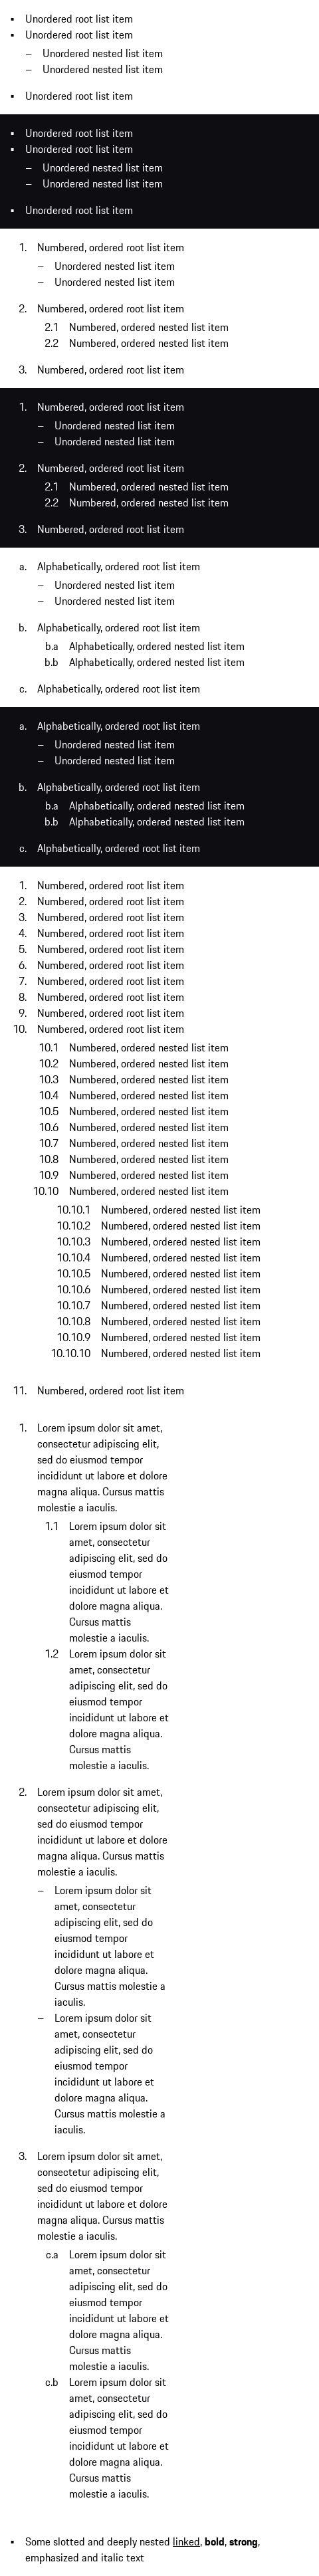 ▪ Unordered root list item
▪ Unordered root list item
– Unordered nested list item
– Unordered nested list item
▪ Unordered root list item
▪ Unordered root list item
▪ Unordered root list item
– Unordered nested list item
– Unordered nested list item
▪ Unordered root list item
1. Numbered, ordered root list item
– Unordered nested list item
– Unordered nested list item
2. Numbered, ordered root list item
2.1 Numbered, ordered nested list item
2.2 Numbered, ordered nested list item
3. Numbered, ordered root list item
1. Numbered, ordered root list item
– Unordered nested list item
– Unordered nested list item
2. Numbered, ordered root list item
2.1 Numbered, ordered nested list item
2.2 Numbered, ordered nested list item
3. Numbered, ordered root list item
a. Alphabetically, ordered root list item
– Unordered nested list item
– Unordered nested list item
b. Alphabetically, ordered root list item
b.a Alphabetically, ordered nested list item
b.b Alphabetically, ordered nested list item
c. Alphabetically, ordered root list item
a. Alphabetically, ordered root list item
– Unordered nested list item
– Unordered nested list item
b. Alphabetically, ordered root list item
b.a Alphabetically, ordered nested list item
b.b Alphabetically, ordered nested list item
c. Alphabetically, ordered root list item
1. Numbered, ordered root list item
2. Numbered, ordered root list item
3. Numbered, ordered root list item
4. Numbered, ordered root list item
5. Numbered, ordered root list item
6. Numbered, ordered root list item
7. Numbered, ordered root list item
8. Numbered, ordered root list item
9. Numbered, ordered root list item
10. Numbered, ordered root list item
10.1 Numbered, ordered nested list item
10.2 Numbered, ordered nested list item
10.3 Numbered, ordered nested list item
10.4 Numbered, ordered nested list item
10.5 Numbered, ordered nested list item
10.6 Numbered, ordered nested list item
10.7 Numbered, ordered nested list item
10.8 Numbered, ordered nested list item
10.9 Numbered, ordered nested list item
10.10 Numbered, ordered nested list item
10.10.1 Numbered, ordered nested list item
10.10.2 Numbered, ordered nested list item
10.10.3 Numbered, ordered nested list item
10.10.4 Numbered, ordered nested list item
10.10.5 Numbered, ordered nested list item
10.10.6 Numbered, ordered nested list item
10.10.7 Numbered, ordered nested list item
10.10.8 Numbered, ordered nested list item
10.10.9 Numbered, ordered nested list item
10.10.10 Numbered, ordered nested list item
11. Numbered, ordered root list item
1. Lorem ipsum dolor sit amet,
consectetur adipiscing elit,
sed do eiusmod tempor
incididunt ut labore et dolore
magna aliqua. Cursus mattis
molestie a iaculis.
1.1 Lorem ipsum dolor sit
amet, consectetur
adipiscing elit, sed do
eiusmod tempor
incididunt ut labore et
dolore magna aliqua.
Cursus mattis
molestie a iaculis.
1.2 Lorem ipsum dolor sit
amet, consectetur
adipiscing elit, sed do
eiusmod tempor
incididunt ut labore et
dolore magna aliqua.
Cursus mattis
molestie a iaculis.
2. Lorem ipsum dolor sit amet,
consectetur adipiscing elit,
sed do eiusmod tempor
incididunt ut labore et dolore
magna aliqua. Cursus mattis
molestie a iaculis.
– Lorem ipsum dolor sit
amet, consectetur
adipiscing elit, sed do
eiusmod tempor
incididunt ut labore et
dolore magna aliqua.
Cursus mattis molestie a
iaculis.
– Lorem ipsum dolor sit
amet, consectetur
adipiscing elit, sed do
eiusmod tempor
incididunt ut labore et
dolore magna aliqua.
Cursus mattis molestie a
iaculis.
3. Lorem ipsum dolor sit amet,
consectetur adipiscing elit,
sed do eiusmod tempor
incididunt ut labore et dolore
magna aliqua. Cursus mattis
molestie a iaculis.
c.a Lorem ipsum dolor sit
amet, consectetur
adipiscing elit, sed do
eiusmod tempor
incididunt ut labore et
dolore magna aliqua.
Cursus mattis
molestie a iaculis.
c.b Lorem ipsum dolor sit
amet, consectetur
adipiscing elit, sed do
eiusmod tempor
incididunt ut labore et
dolore magna aliqua.
Cursus mattis
molestie a iaculis.
▪ Some slotted and deeply nested linked, bold, strong,
emphasized and italic text